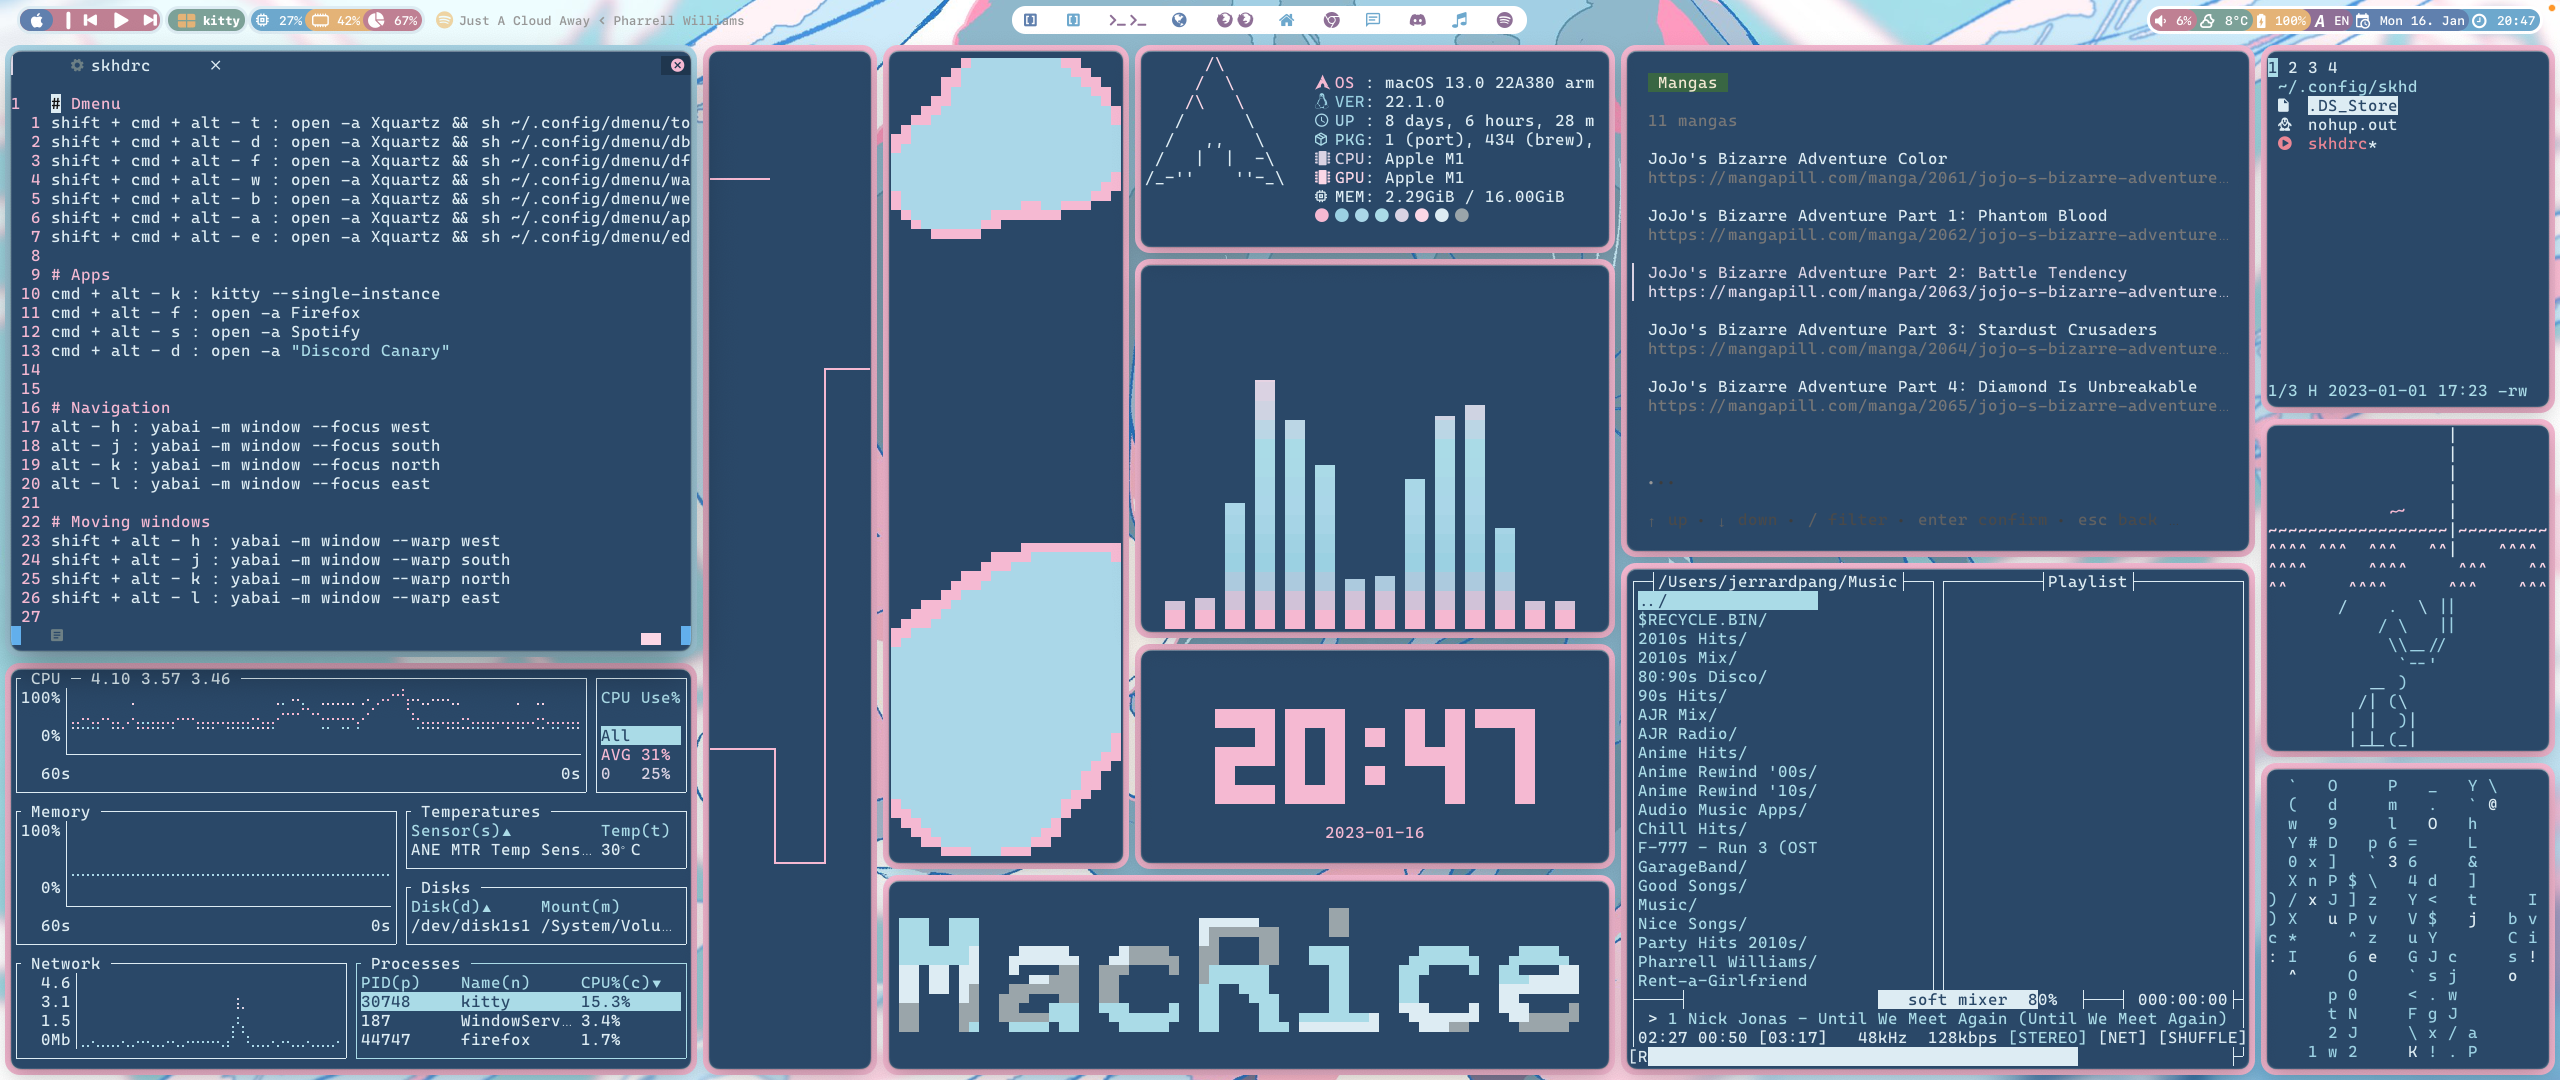 kitty 27% 42% 67% Just A Cloud Away < Pharrell Williams
6% 8°C 100% A EN Mon 16. Jan 20:47
skhdrc ×
1 # Dmenu
1 shift + cmd + alt - t : open -a Xquartz && sh ~/.config/dmenu/to
2 shift + cmd + alt - d : open -a Xquartz && sh ~/.config/dmenu/db
3 shift + cmd + alt - f : open -a Xquartz && sh ~/.config/dmenu/df
4 shift + cmd + alt - w : open -a Xquartz && sh ~/.config/dmenu/wa
5 shift + cmd + alt - b : open -a Xquartz && sh ~/.config/dmenu/we
6 shift + cmd + alt - a : open -a Xquartz && sh ~/.config/dmenu/ap
7 shift + cmd + alt - e : open -a Xquartz && sh ~/.config/dmenu/ed
8
9 # Apps
10 cmd + alt - k : kitty --single-instance
11 cmd + alt - f : open -a Firefox
12 cmd + alt - s : open -a Spotify
13 cmd + alt - d : open -a "Discord Canary"
14
15
16 # Navigation
17 alt - h : yabai -m window --focus west
18 alt - j : yabai -m window --focus south
19 alt - k : yabai -m window --focus north
20 alt - l : yabai -m window --focus east
21
22 # Moving windows
23 shift + alt - h : yabai -m window --warp west
24 shift + alt - j : yabai -m window --warp south
25 shift + alt - k : yabai -m window --warp north
26 shift + alt - l : yabai -m window --warp east
27
CPU — 4.10 3.57 3.46
100%
0%
60s 0s
CPU Use%
All
AVG 31%
0 25%
Memory
100%
0%
60s 0s
Temperatures
Sensor(s)▲ Temp(t)
ANE MTR Temp Sens… 30°C
Disks
Disk(d)▲ Mount(m)
/dev/disk1s1 /System/Volu…
Network
4.6
3.1
1.5
0Mb
Processes
PID(p) Name(n) CPU%(c)▼
30748 kitty 15.3%
187 WindowServ… 3.4%
44747 firefox 1.7%
OS : macOS 13.0 22A380 arm
VER: 22.1.0
UP : 8 days, 6 hours, 28 m
PKG: 1 (port), 434 (brew),
CPU: Apple M1
GPU: Apple M1
MEM: 2.29GiB / 16.00GiB
20:47
2023-01-16
MacRice
Mangas
11 mangas
JoJo's Bizarre Adventure Color
https://mangapill.com/manga/2061/jojo-s-bizarre-adventure…
JoJo's Bizarre Adventure Part 1: Phantom Blood
https://mangapill.com/manga/2062/jojo-s-bizarre-adventure…
JoJo's Bizarre Adventure Part 2: Battle Tendency
https://mangapill.com/manga/2063/jojo-s-bizarre-adventure…
JoJo's Bizarre Adventure Part 3: Stardust Crusaders
https://mangapill.com/manga/2064/jojo-s-bizarre-adventure…
JoJo's Bizarre Adventure Part 4: Diamond Is Unbreakable
https://mangapill.com/manga/2065/jojo-s-bizarre-adventure…
↑ up · ↓ down · / filter · enter confirm · esc back
/Users/jerrardpang/Music
../
$RECYCLE.BIN/
2010s Hits/
2010s Mix/
80:90s Disco/
90s Hits/
AJR Mix/
AJR Radio/
Anime Hits/
Anime Rewind '00s/
Anime Rewind '10s/
Audio Music Apps/
Chill Hits/
F-777 - Run 3 (OST
GarageBand/
Good Songs/
Music/
Nice Songs/
Party Hits 2010s/
Pharrell Williams/
Rent-a-Girlfriend
Playlist
soft mixer 80% 000:00:00
> 1 Nick Jonas - Until We Meet Again (Until We Meet Again)
02:27 00:50 [03:17] 48kHz 128kbps [STEREO] [NET] [SHUFFLE]
[R
1 2 3 4
~/.config/skhd
.DS_Store
nohup.out
skhdrc*
1/3 H 2023-01-01 17:23 -rw